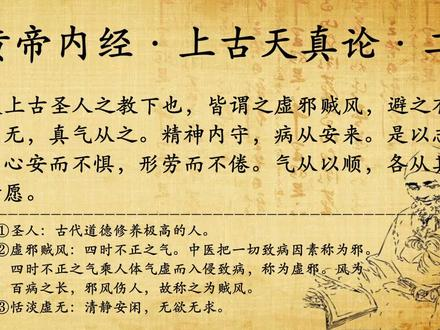 黄帝内经·上古天真论·二
上古圣人之教下也，皆谓之虚邪贼风，避之
无，真气从之。精神内守，病从安来。是以志
心安而不惧，形劳而不倦。气从以顺，各从其
愿。
①圣人：古代道德修养极高的人。
②虚邪贼风：四时不正之气。中医把一切致病因素称为邪。
四时不正之气乘人体气虚而入侵致病，称为虚邪。风为
百病之长，邪风伤人，故称之为贼风。
③恬淡虚无：清静安闲，无欲无求。